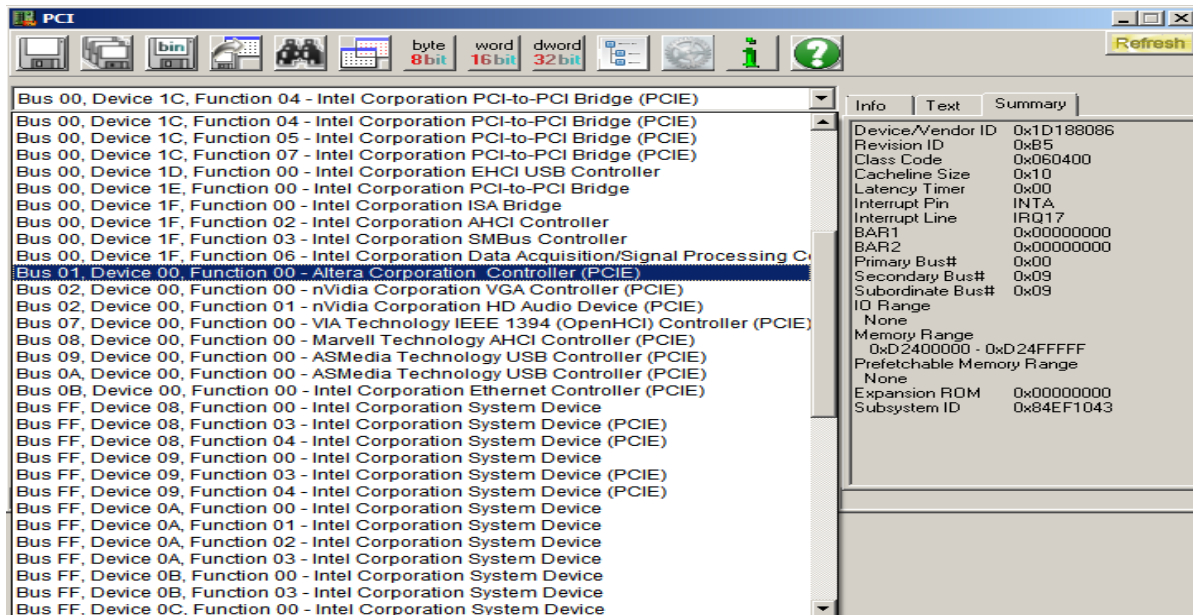 PCI
bin
byte 8bit
word 16bit
dword 32bit
Refresh
Bus 00, Device 1C, Function 04 - Intel Corporation PCI-to-PCI Bridge (PCIE)
Bus 00, Device 1C, Function 04 - Intel Corporation PCI-to-PCI Bridge (PCIE)
Bus 00, Device 1C, Function 05 - Intel Corporation PCI-to-PCI Bridge (PCIE)
Bus 00, Device 1C, Function 07 - Intel Corporation PCI-to-PCI Bridge (PCIE)
Bus 00, Device 1D, Function 00 - Intel Corporation EHCI USB Controller
Bus 00, Device 1E, Function 00 - Intel Corporation PCI-to-PCI Bridge
Bus 00, Device 1F, Function 00 - Intel Corporation ISA Bridge
Bus 00, Device 1F, Function 02 - Intel Corporation AHCI Controller
Bus 00, Device 1F, Function 03 - Intel Corporation SMBus Controller
Bus 00, Device 1F, Function 06 - Intel Corporation Data Acquisition/Signal Processing C
Bus 01, Device 00, Function 00 - Altera Corporation  Controller (PCIE)
Bus 02, Device 00, Function 00 - nVidia Corporation VGA Controller (PCIE)
Bus 02, Device 00, Function 01 - nVidia Corporation HD Audio Device (PCIE)
Bus 07, Device 00, Function 00 - VIA Technology IEEE 1394 (OpenHCI) Controller (PCIE)
Bus 08, Device 00, Function 00 - Marvell Technology AHCI Controller (PCIE)
Bus 09, Device 00, Function 00 - ASMedia Technology USB Controller (PCIE)
Bus 0A, Device 00, Function 00 - ASMedia Technology USB Controller (PCIE)
Bus 0B, Device 00, Function 00 - Intel Corporation Ethernet Controller (PCIE)
Bus FF, Device 08, Function 00 - Intel Corporation System Device
Bus FF, Device 08, Function 03 - Intel Corporation System Device (PCIE)
Bus FF, Device 08, Function 04 - Intel Corporation System Device (PCIE)
Bus FF, Device 09, Function 00 - Intel Corporation System Device
Bus FF, Device 09, Function 03 - Intel Corporation System Device (PCIE)
Bus FF, Device 09, Function 04 - Intel Corporation System Device (PCIE)
Bus FF, Device 0A, Function 00 - Intel Corporation System Device
Bus FF, Device 0A, Function 01 - Intel Corporation System Device
Bus FF, Device 0A, Function 02 - Intel Corporation System Device
Bus FF, Device 0A, Function 03 - Intel Corporation System Device
Bus FF, Device 0B, Function 00 - Intel Corporation System Device
Bus FF, Device 0B, Function 03 - Intel Corporation System Device
Bus FF, Device 0C, Function 00 - Intel Corporation System Device
Info Text Summary
Device/Vendor ID 0x1D188086
Revision ID 0xB5
Class Code 0x060400
Cacheline Size 0x10
Latency Timer 0x00
Interrupt Pin INTA
Interrupt Line IRQ17
BAR1 0x00000000
BAR2 0x00000000
Primary Bus# 0x00
Secondary Bus# 0x09
Subordinate Bus# 0x09
IO Range
None
Memory Range
0xD2400000 - 0xD24FFFFF
Prefetchable Memory Range
None
Expansion ROM 0x00000000
Subsystem ID 0x84EF1043